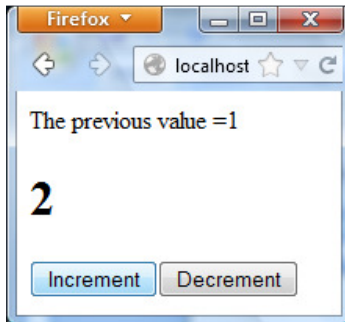 Firefox
localhost
The previous value =1
2
Increment Decrement